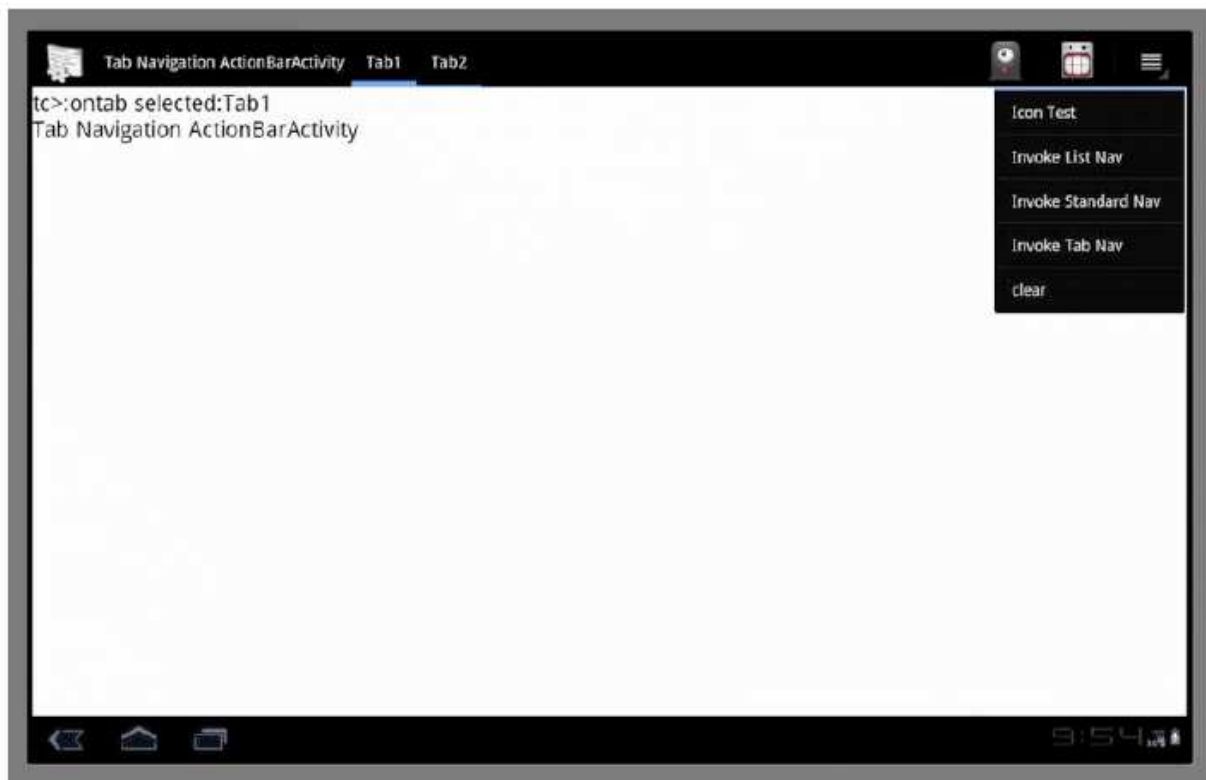 Tab Navigation ActionBarActivity Tab1 Tab2
tc>:ontab selected:Tab1
Tab Navigation ActionBarActivity
Icon Test
Invoke List Nav
Invoke Standard Nav
Invoke Tab Nav
clear
9:54